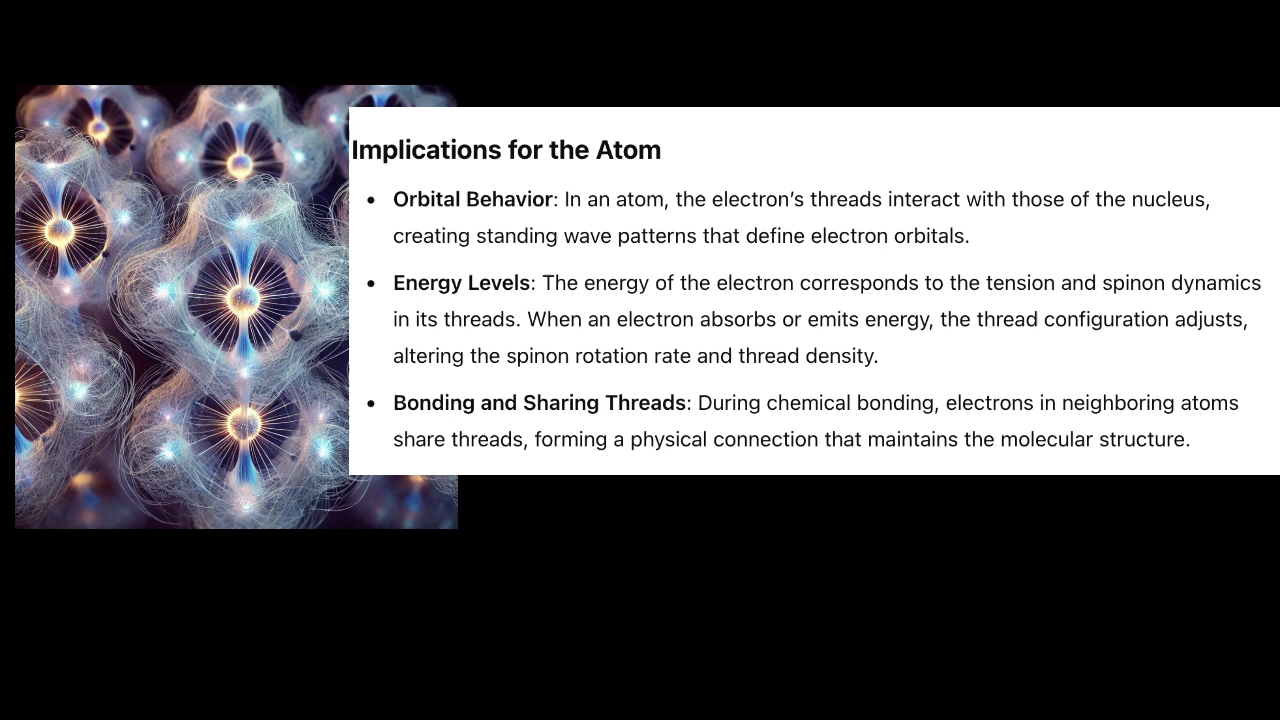 Implications for the Atom
• Orbital Behavior: In an atom, the electron’s threads interact with those of the nucleus,
creating standing wave patterns that define electron orbitals.
• Energy Levels: The energy of the electron corresponds to the tension and spinon dynamics
in its threads. When an electron absorbs or emits energy, the thread configuration adjusts,
altering the spinon rotation rate and thread density.
• Bonding and Sharing Threads: During chemical bonding, electrons in neighboring atoms
share threads, forming a physical connection that maintains the molecular structure.